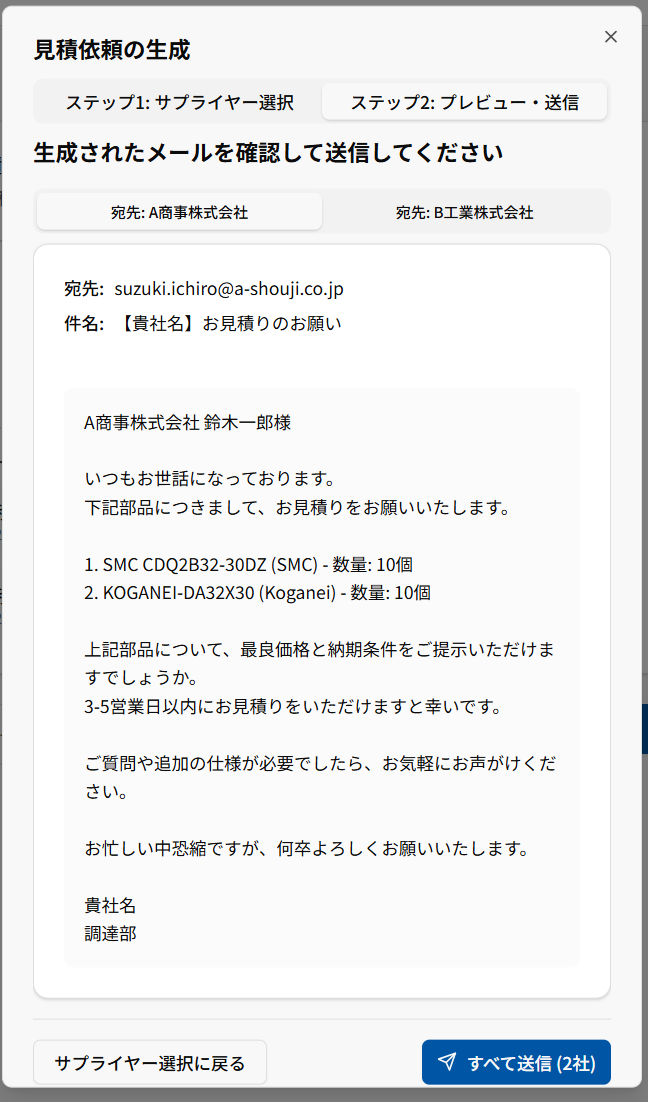 見積依頼の生成
ステップ1: サプライヤー選択
ステップ2: プレビュー・送信
生成されたメールを確認して送信してください
宛先: A商事株式会社
宛先: B工業株式会社
宛先: suzuki.ichiro@a-shouji.co.jp
件名: 【貴社名】お見積りのお願い
A商事株式会社 鈴木一郎様
いつもお世話になっております。
下記部品につきまして、お見積りをお願いいたします。
1. SMC CDQ2B32-30DZ (SMC) - 数量: 10個
2. KOGANEI-DA32X30 (Koganei) - 数量: 10個
上記部品について、最良価格と納期条件をご提示いただけま
すでしょうか。
3-5営業日以内にお見積りをいただけますと幸いです。
ご質問や追加の仕様が必要でしたら、お気軽にお声がけくだ
さい。
お忙しい中恐縮ですが、何卒よろしくお願いいたします。
貴社名
調達部
サプライヤー選択に戻る
すべて送信 (2社)